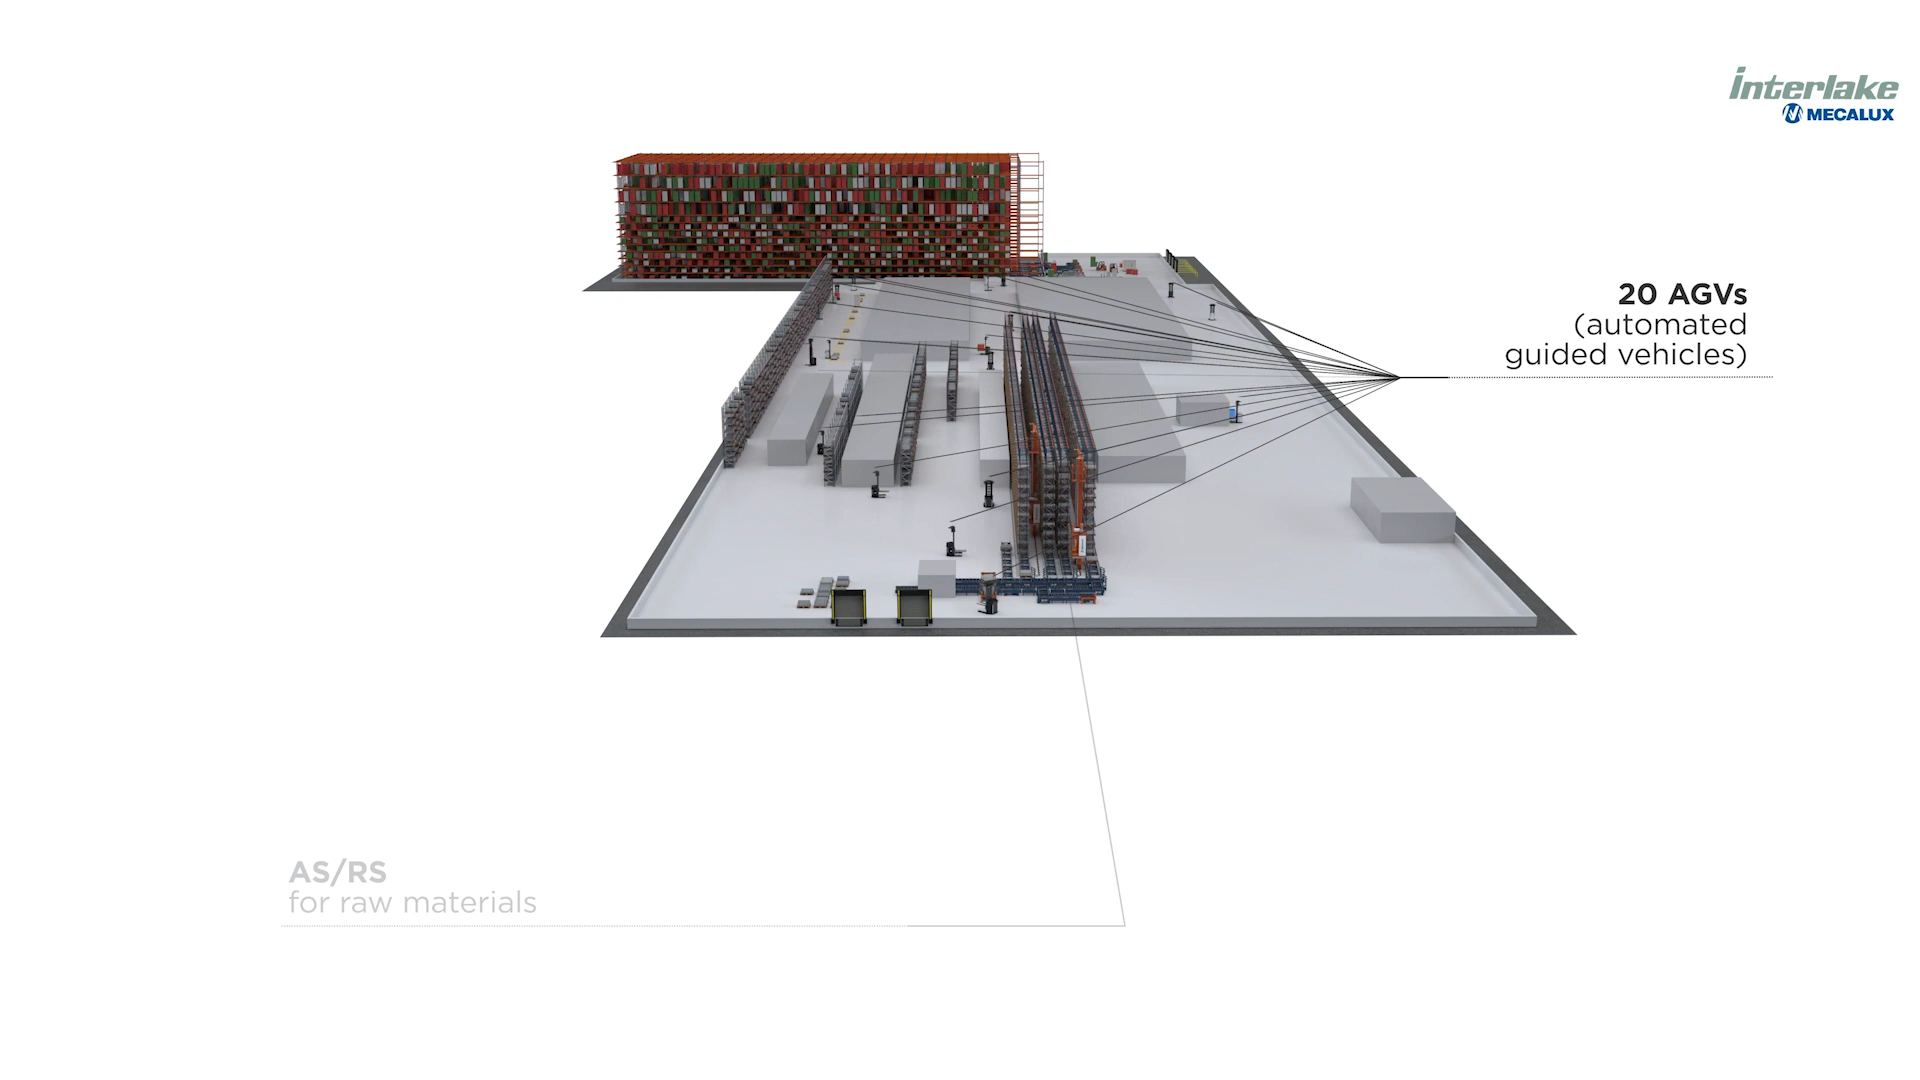 interlake
MECALUX
20 AGVs
(automated
guided vehicles)
AS/RS
for raw materials